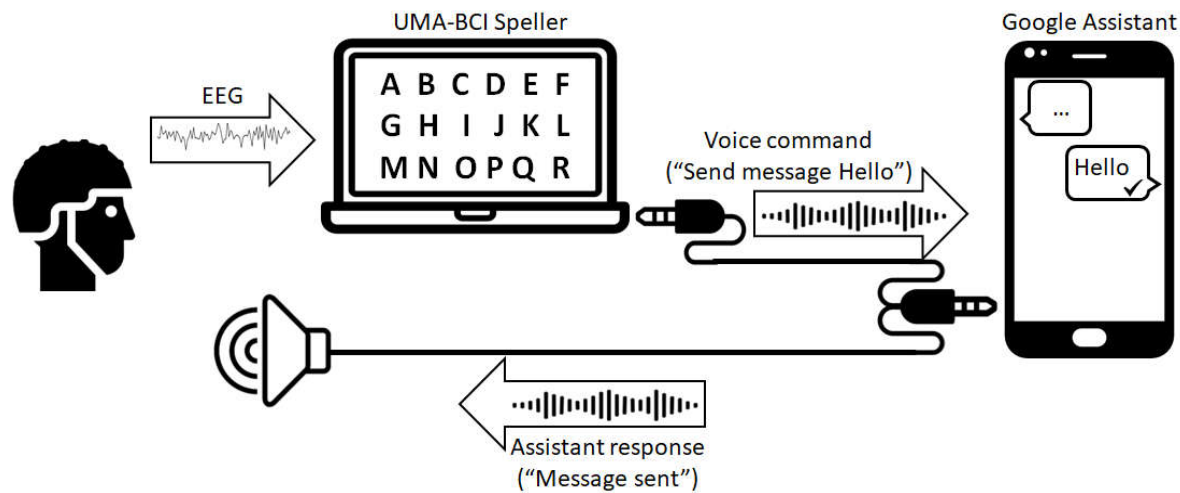 UMA-BCI Speller
Google Assistant
EEG
A B C D E F
G H I J K L
M N O P Q R
...
Hello
Voice command
(“Send message Hello”)
Assistant response
(“Message sent”)